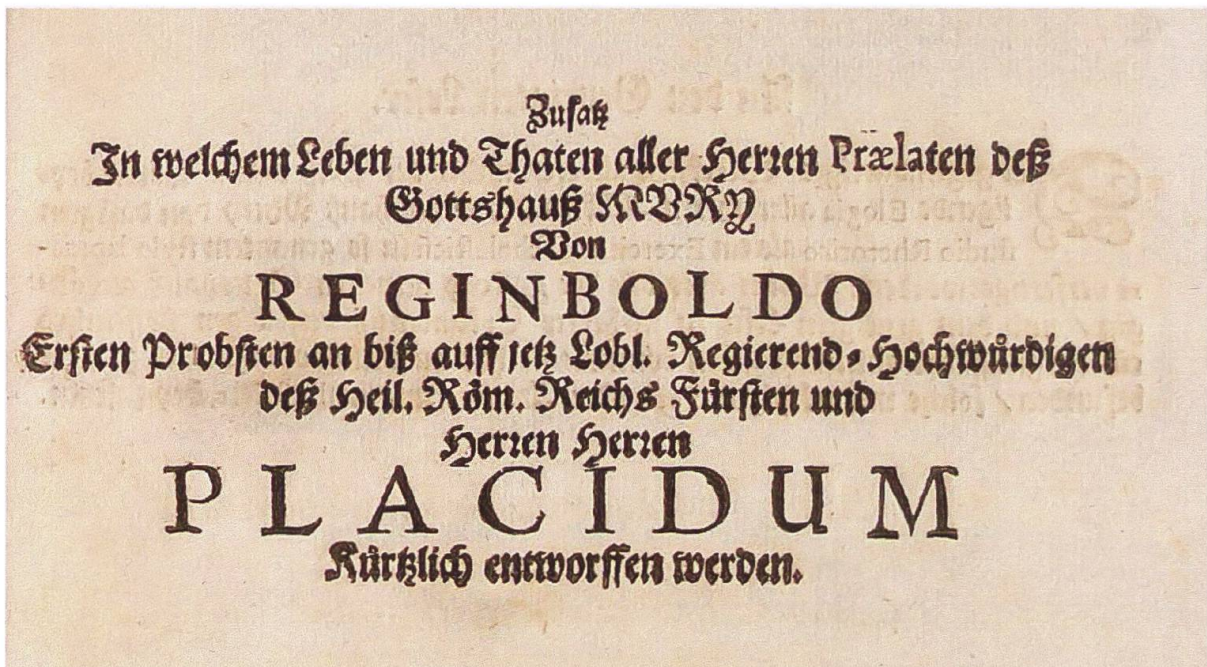 Zusatz
In welchem Leben und Thaten aller Herren Prælaten deß
Gottshauß MVRY
Von
REGINBOLDO
Ersten Probsten an biß auff jetz Lobl. Regierend-Hochwürdigen
deß Heil. Röm. Reichs Fürsten und
Herren Herren
PLACIDUM
Kürtzlich entworffen werden.